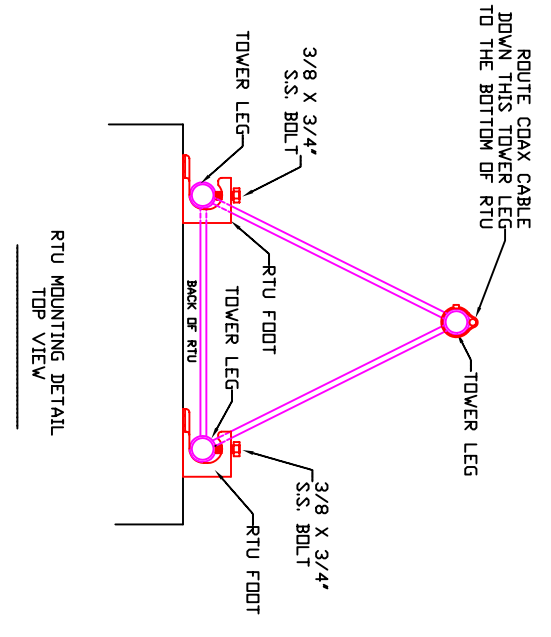 ROUTE COAX CABLE
DOWN THIS TOWER LEG
TO THE BOTTOM OF RTU
TOWER LEG
3/8 X 3/4"
S.S. BOLT
3/8 X 3/4"
S.S. BOLT
RTU FOOT
RTU FOOT
TOWER LEG
TOWER LEG
BACK OF RTU
RTU MOUNTING DETAIL
TOP VIEW